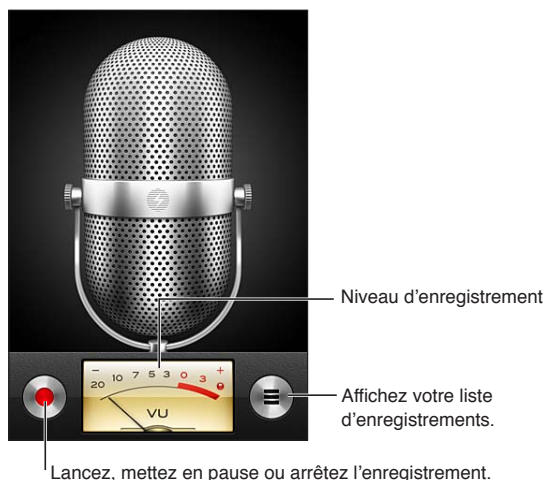 Niveau d'enregistrement
− 20 10 7 5 3 0 3 +
VU
Affichez votre liste
d'enregistrements.
Lancez, mettez en pause ou arrêtez l'enregistrement.